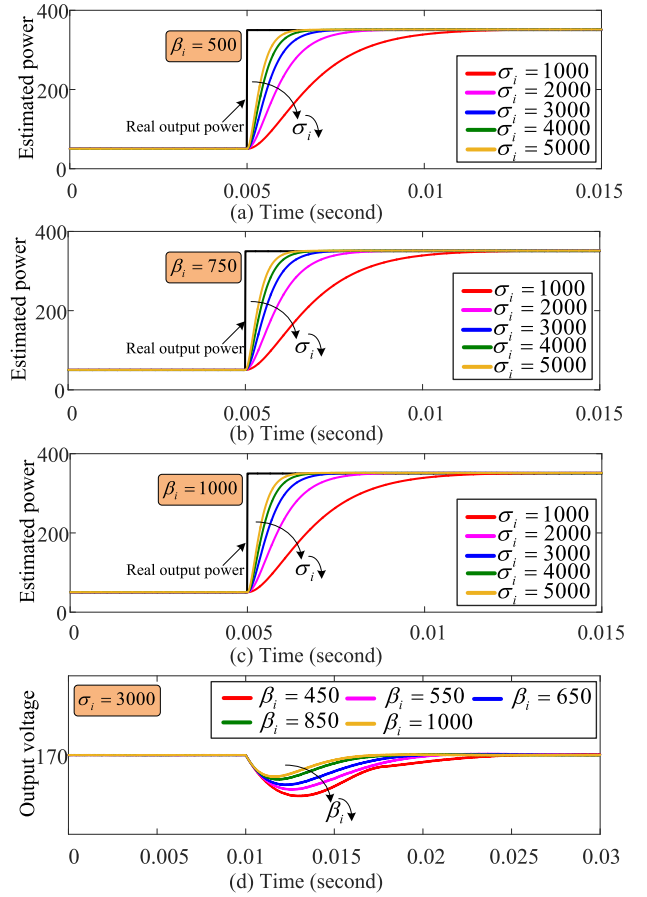 400
200
0
Estimated power
β_i = 500
Real output power
σ_i
σ_i = 1000
σ_i = 2000
σ_i = 3000
σ_i = 4000
σ_i = 5000
0 0.005 0.01 0.015
(a) Time (second)
400
200
0
Estimated power
β_i = 750
Real output power
σ_i
σ_i = 1000
σ_i = 2000
σ_i = 3000
σ_i = 4000
σ_i = 5000
0 0.005 0.01 0.015
(b) Time (second)
400
200
0
Estimated power
β_i = 1000
Real output power
σ_i
σ_i = 1000
σ_i = 2000
σ_i = 3000
σ_i = 4000
σ_i = 5000
0 0.005 0.01 0.015
(c) Time (second)
Output voltage
170
σ_i = 3000
β_i = 450 β_i = 550 β_i = 650
β_i = 850 β_i = 1000
β_i
0 0.005 0.01 0.015 0.02 0.025 0.03
(d) Time (second)